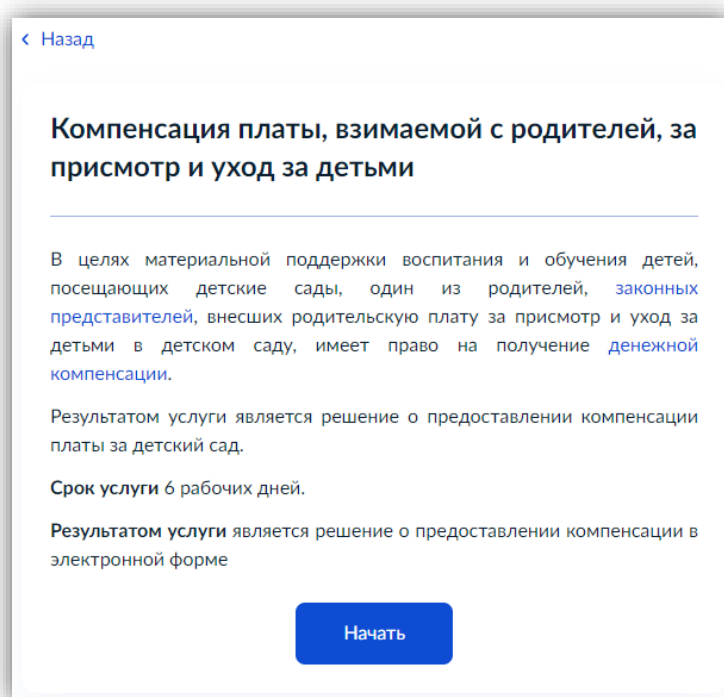 Назад
Компенсация платы, взимаемой с родителей, за
присмотр и уход за детьми
В целях материальной поддержки воспитания и обучения детей,
посещающих детские сады, один из родителей, законных
представителей, внесших родительскую плату за присмотр и уход за
детьми в детском саду, имеет право на получение денежной
компенсации.
Результатом услуги является решение о предоставлении компенсации
платы за детский сад.
Срок услуги 6 рабочих дней.
Результатом услуги является решение о предоставлении компенсации в
электронной форме
Начать